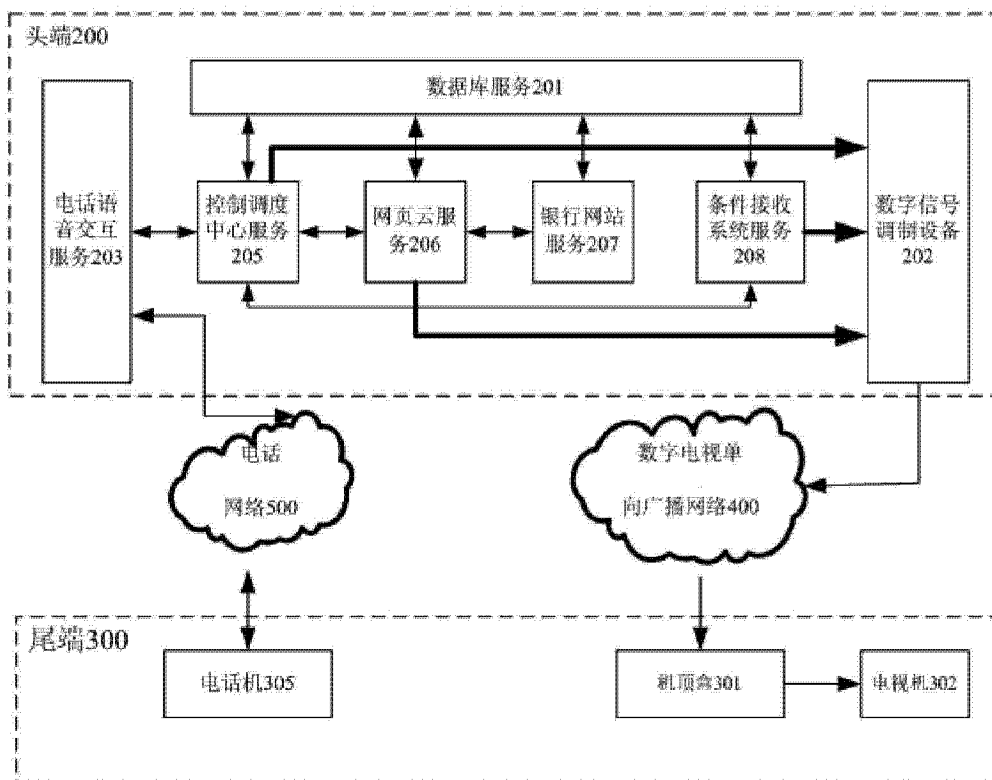 头端200
数据库服务201
电话语
音交互
服务203
控制调度
中心服务
205
网页云服
务206
银行网站
服务207
条件接收
系统服务
208
数字信号
调制设备
202
电话
网络500
数字电视单
向广播网络400
尾端300
电话机305
机顶盒301
电视机302